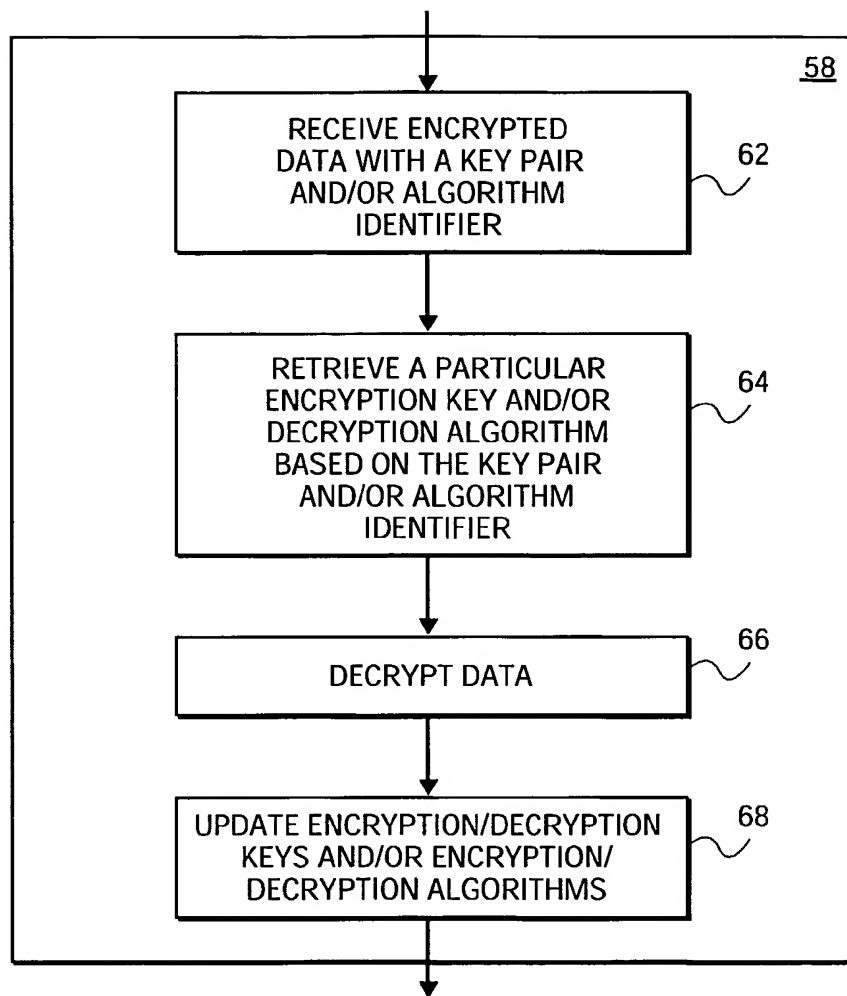 58
RECEIVE ENCRYPTED
DATA WITH A KEY PAIR
AND/OR ALGORITHM
IDENTIFIER
62
RETRIEVE A PARTICULAR
ENCRYPTION KEY AND/OR
DECRYPTION ALGORITHM
BASED ON THE KEY PAIR
AND/OR ALGORITHM
IDENTIFIER
64
DECRYPT DATA
66
UPDATE ENCRYPTION/DECRYPTION
KEYS AND/OR ENCRYPTION/
DECRYPTION ALGORITHMS
68